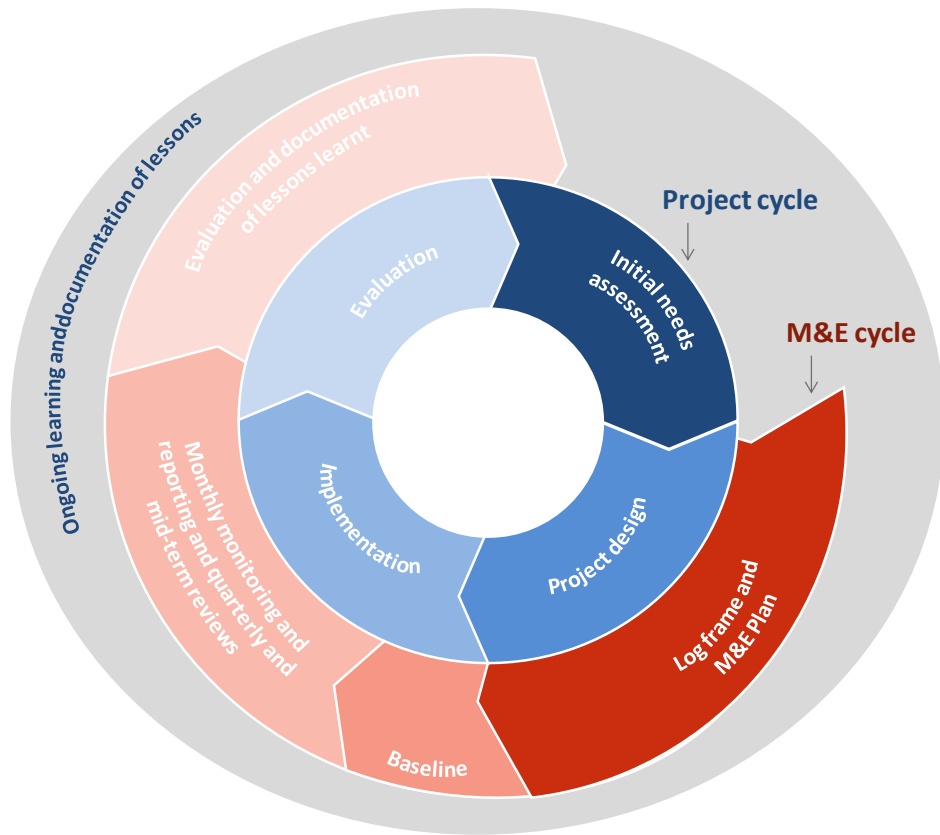 Ongoing learning anddocumentation of lessons
Evaluation and documentation
of lessons learnt
Project cycle
M&E cycle
Evaluation
Initial needs
assessment
Monthly monitoring and
reporting and quarterly and
mid-term reviews
Implementation
Project design
Log frame and
M&E Plan
Baseline